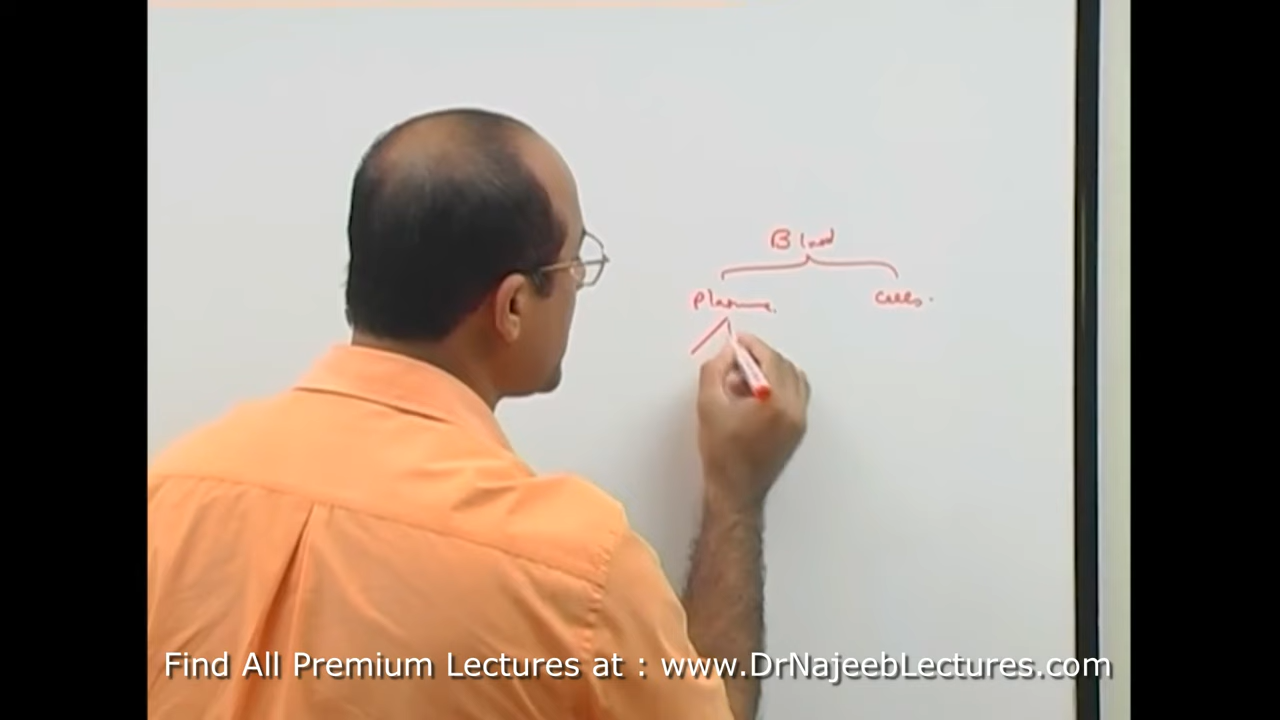 Blood
Plasma. Cells.
Find All Premium Lectures at : www.DrNajeebLectures.com